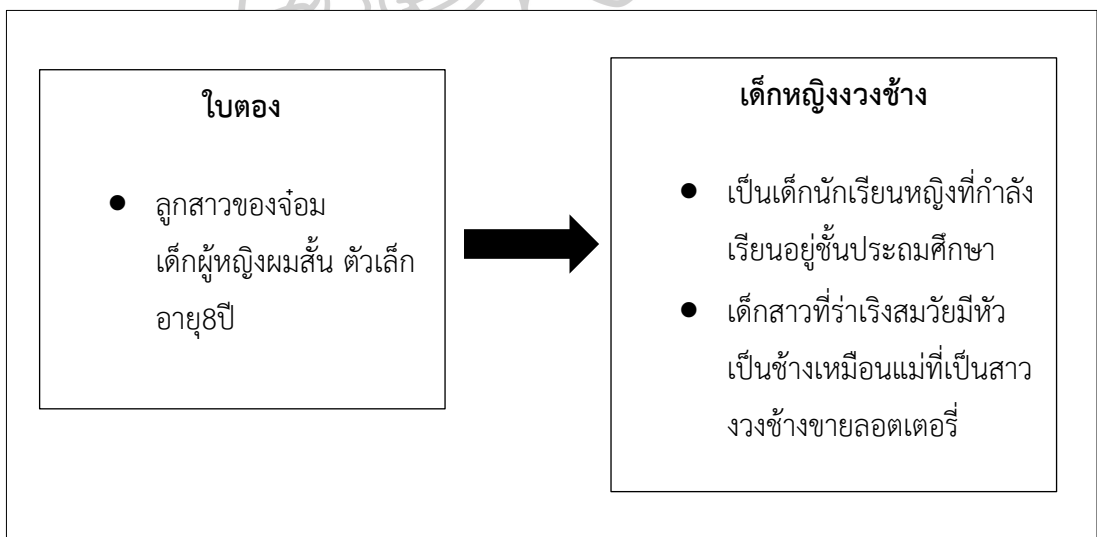 ใบตอง
● ลูกสาวของจ๋อม
เด็กผู้หญิงผมสั้น ตัวเล็ก
อายุ8ปี
เด็กหญิงงวงช้าง
● เป็นเด็กนักเรียนหญิงที่กำลัง
เรียนอยู่ชั้นประถมศึกษา
● เด็กสาวที่ร่าเริงสมวัยมีหัว
เป็นช้างเหมือนแม่ที่เป็นสาว
งวงช้างขายลอตเตอรี่